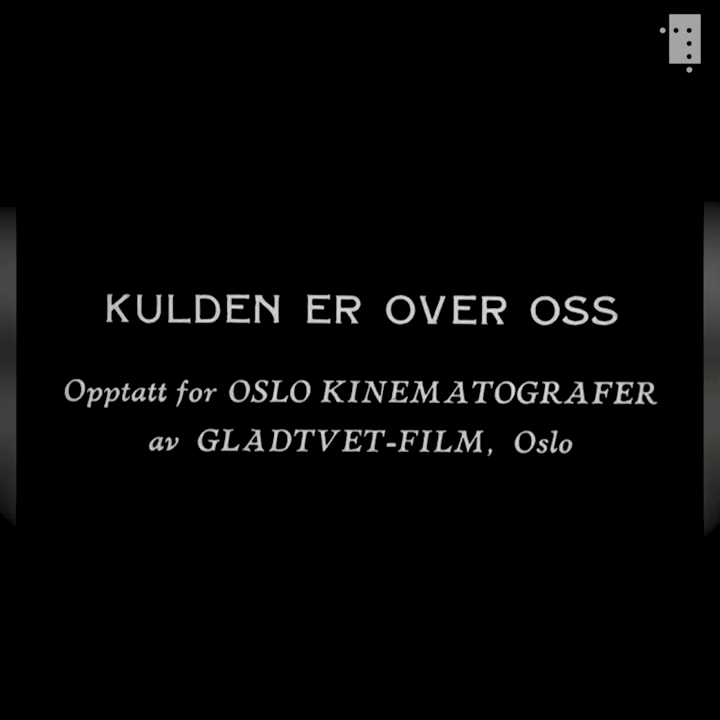 KULDEN ER OVER OSS
Opptatt for OSLO KINEMATOGRAFER
av GLADTVET-FILM, Oslo